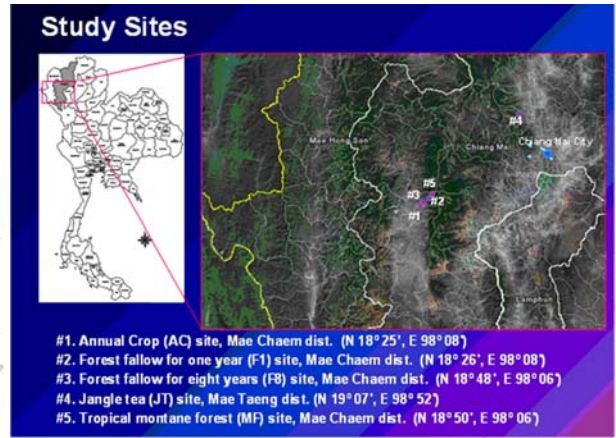 Study Sites
Mae Hong Son
Chiang Mai
#4
Chiang Mai City
#5
#3
#2
#1
Lamphun
#1. Annual Crop (AC) site, Mae Chaem dist. (N 18°25', E 98°08')
#2. Forest fallow for one year (F1) site, Mae Chaem dist. (N 18°26', E 98°08')
#3. Forest fallow for eight years (F8) site, Mae Chaem dist. (N 18°48', E 98°06')
#4. Jangle tea (JT) site, Mae Taeng dist. (N 19°07', E 98°52')
#5. Tropical montane forest (MF) site, Mae Chaem dist. (N 18°50', E 98°06')